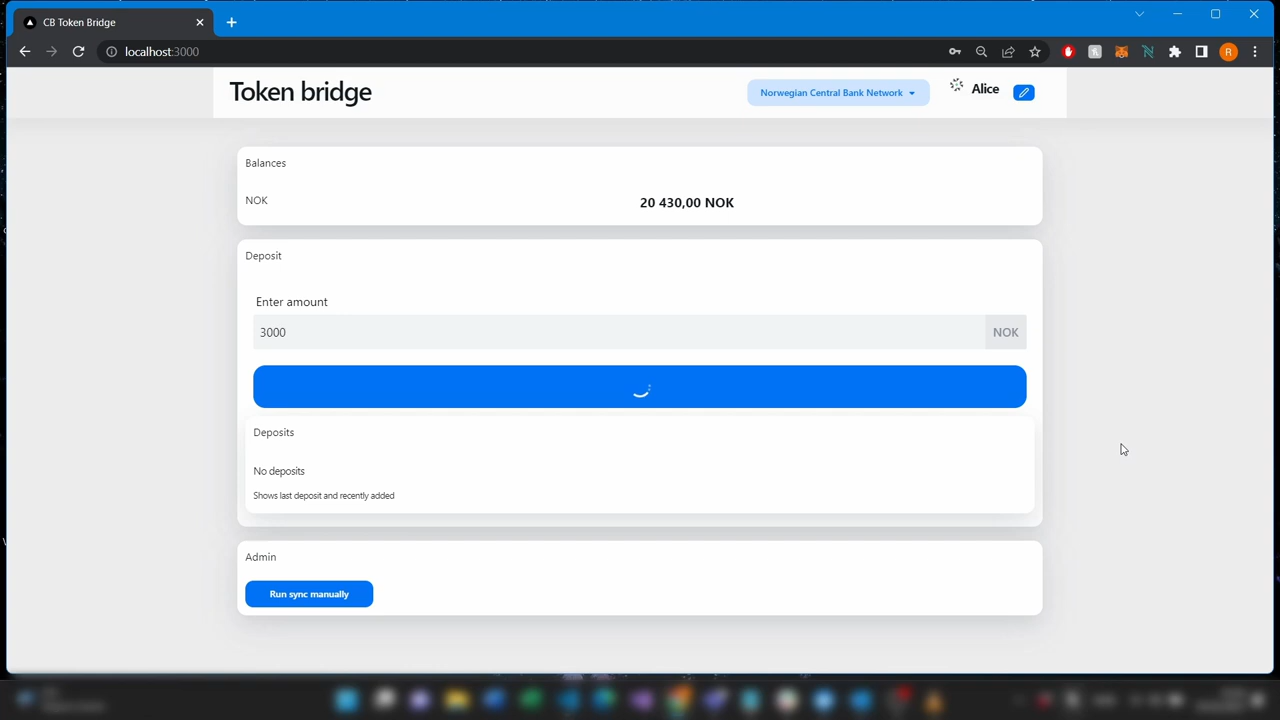 CB Token Bridge
localhost:3000
R
Token bridge
Norwegian Central Bank Network
Alice
Balances
NOK
20 430,00 NOK
Deposit
Enter amount
3000
NOK
Deposits
No deposits
Shows last deposit and recently added
Admin
Run sync manually